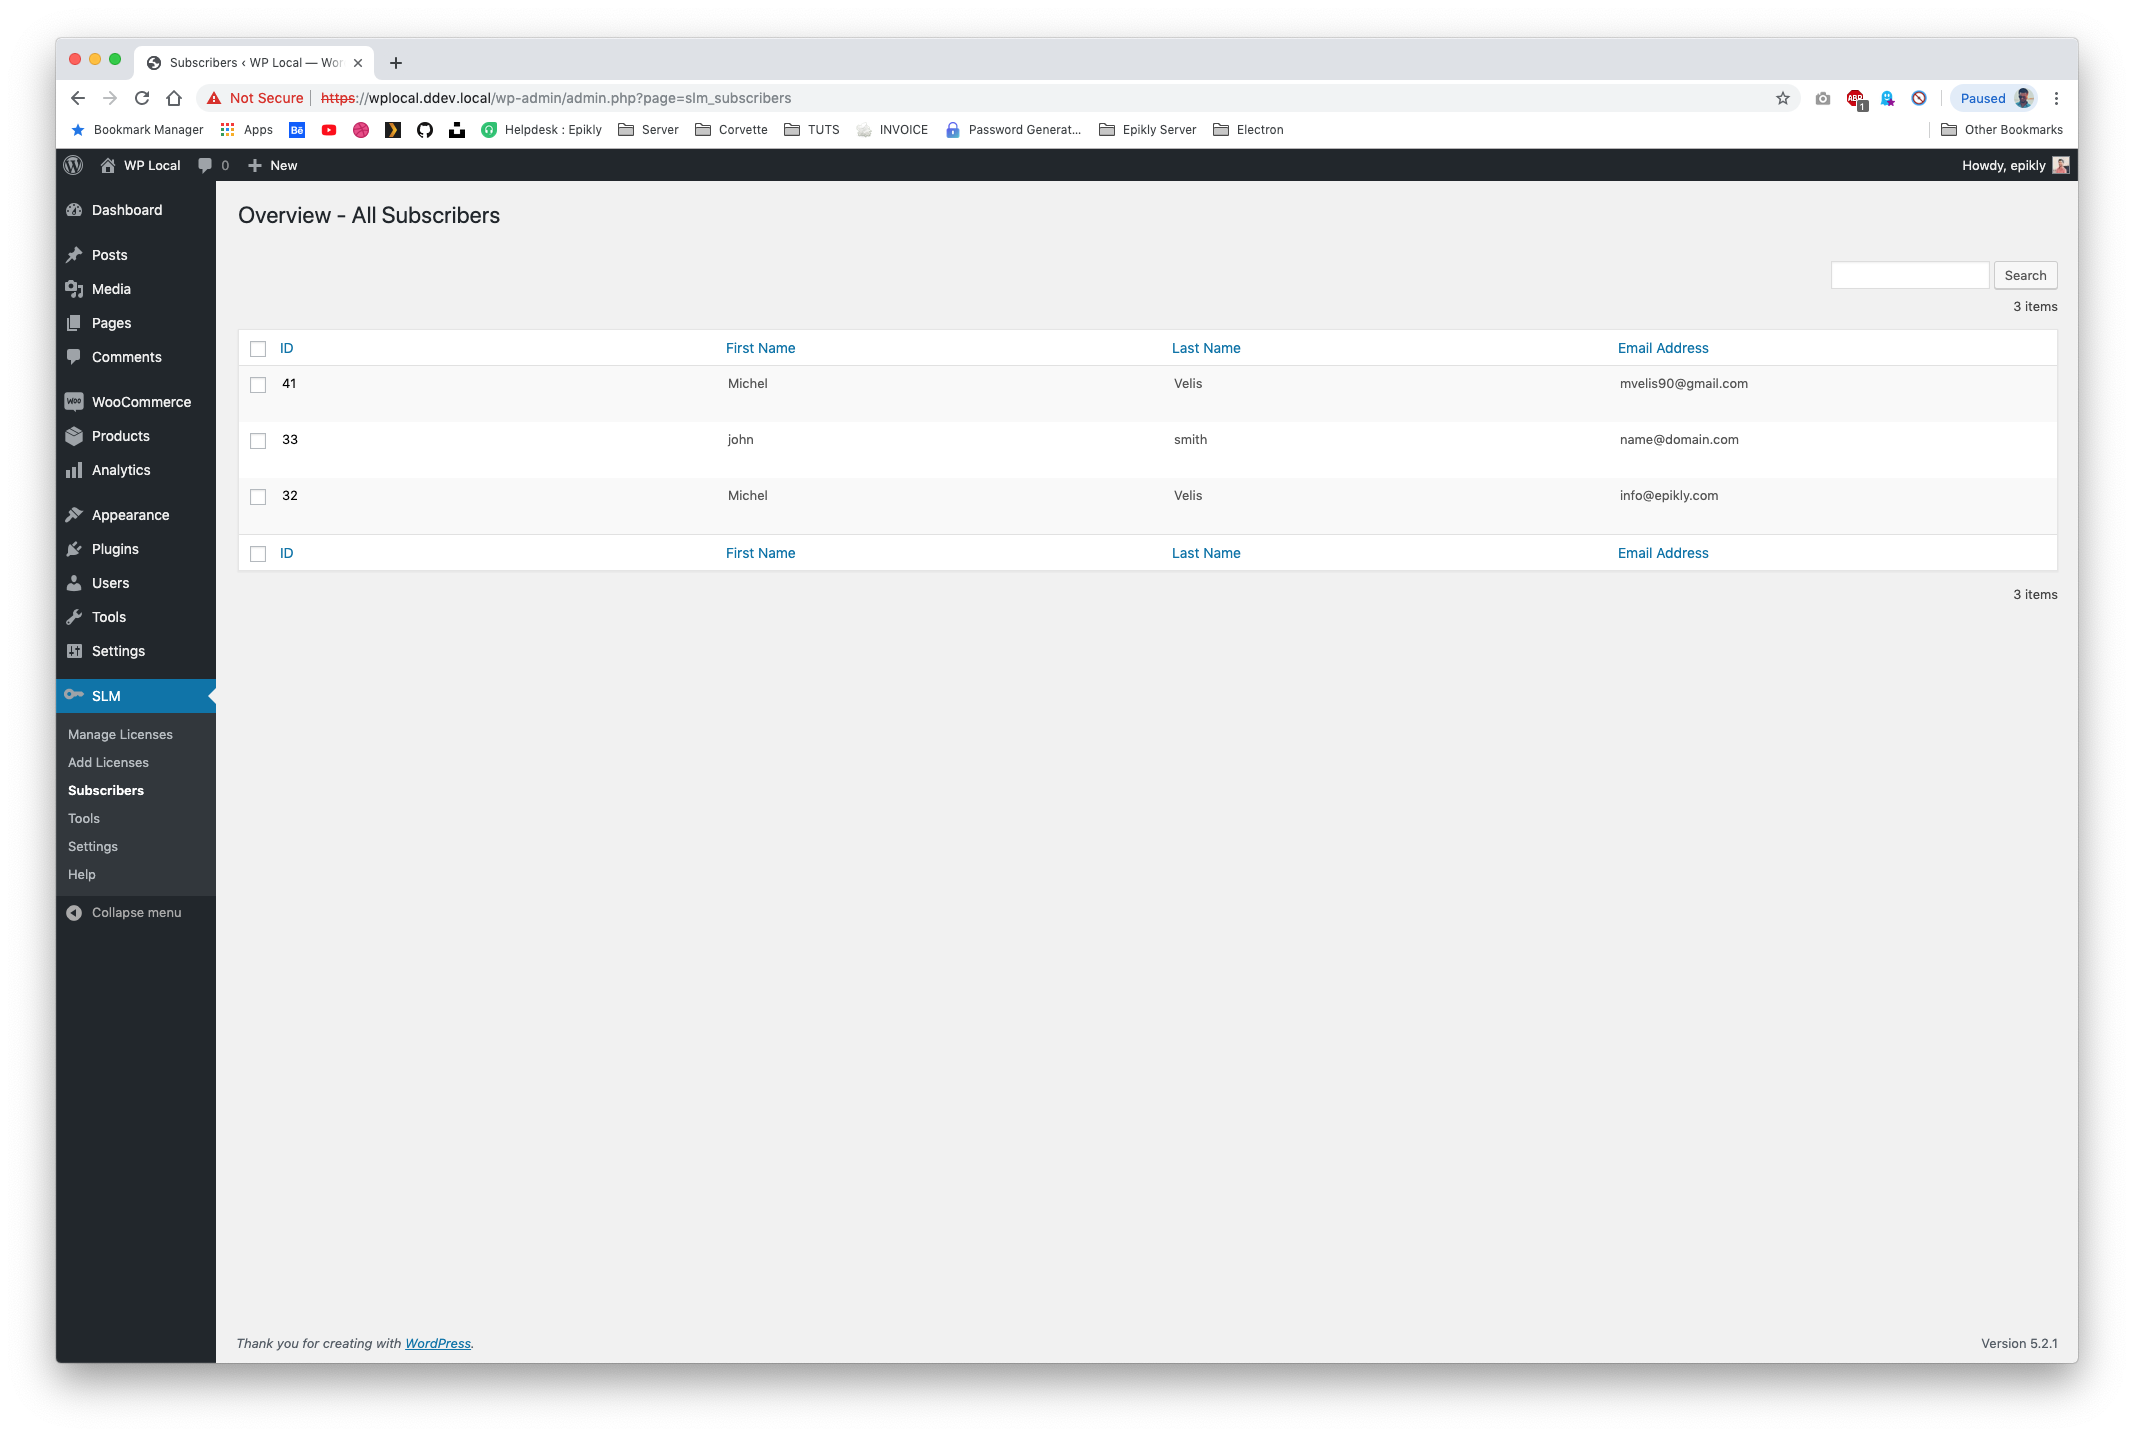 Subscribers ‹ WP Local — Wor
Not Secure https://wplocal.ddev.local/wp-admin/admin.php?page=slm_subscribers ABP 1 Paused
Bookmark Manager Apps Bē Helpdesk : Epikly Server Corvette TUTS INVOICE Password Generat... Epikly Server Electron Other Bookmarks
WP Local 0 New Howdy, epikly
Dashboard
Posts
Media
Pages
Comments
Woo WooCommerce
Products
Analytics
Appearance
Plugins
Users
Tools
Settings
SLM
Manage Licenses
Add Licenses
Subscribers
Tools
Settings
Help
Collapse menu
Overview - All Subscribers
Search
3 items
ID First Name Last Name Email Address
41 Michel Velis mvelis90@gmail.com
33 john smith name@domain.com
32 Michel Velis info@epikly.com
ID First Name Last Name Email Address
3 items
Thank you for creating with WordPress. Version 5.2.1